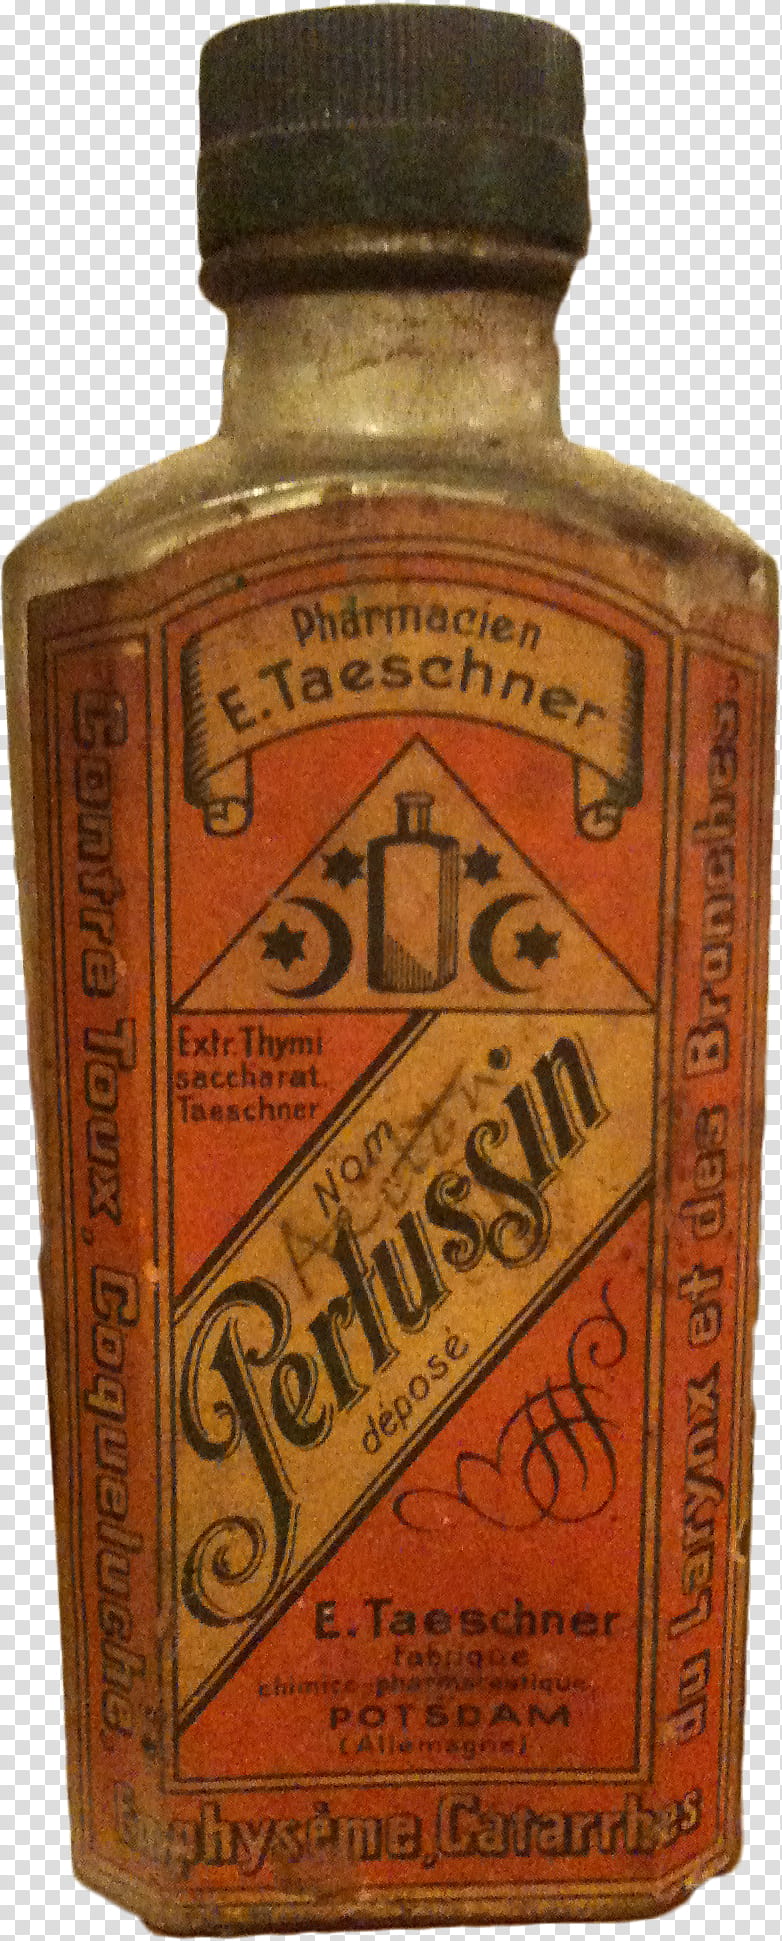 Pharmacien
E. Taeschner
Extr. Thymi
saccharat.
Taeschner
Nom
Pertussin
déposé
E. Taeschner
fabrique
chimico-pharmaceutique
POTSDAM
(Allemagne)
Contre Toux, Coqueluche,
Emphysème, Catarrhes
du Larynx et des Bronches.